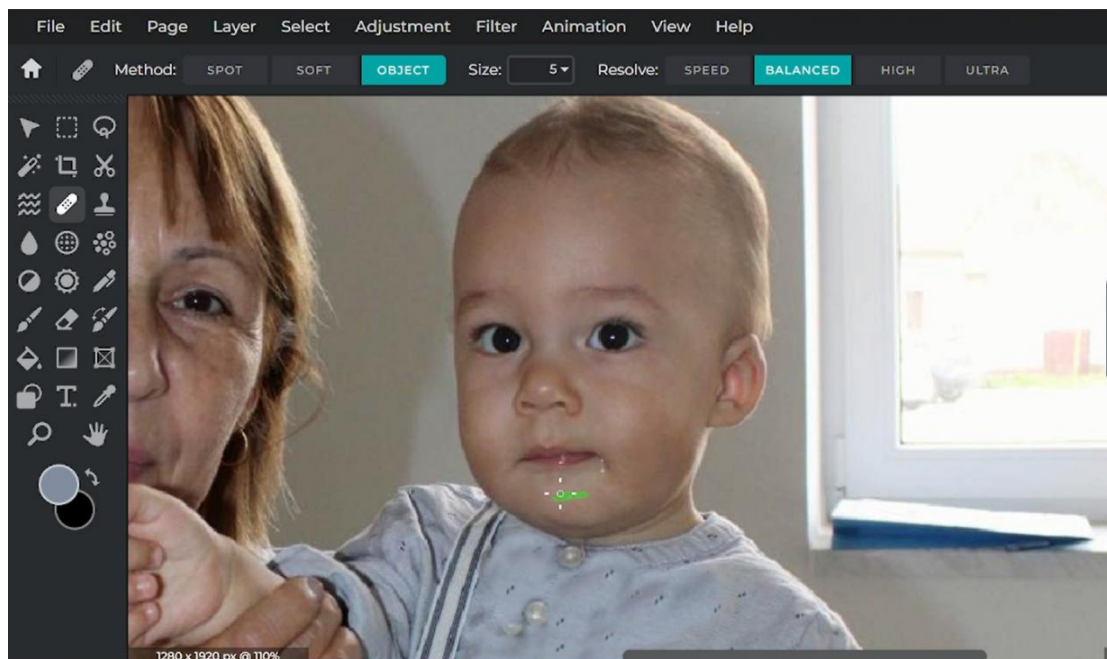 File Edit Page Layer Select Adjustment Filter Animation View Help
Method: SPOT SOFT OBJECT Size: 5 Resolve: SPEED BALANCED HIGH ULTRA
T.
1280 x 1920 px @ 110%